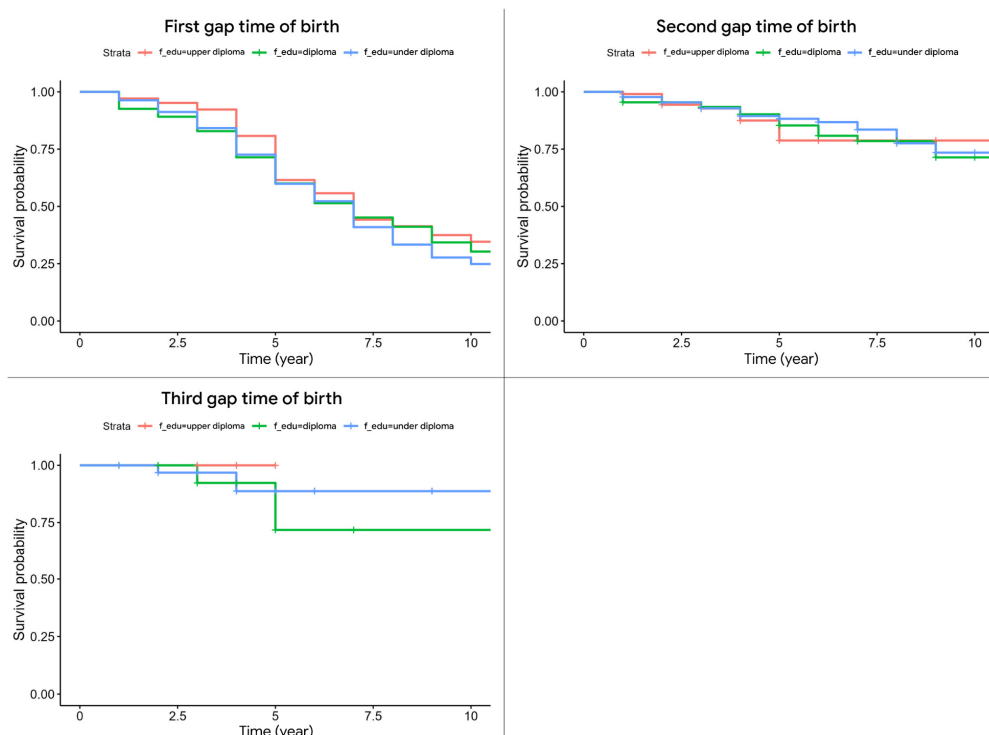 First gap time of birth
Strata f_edu=upper diploma f_edu=diploma f_edu=under diploma
Survival probability
1.00
0.75
0.50
0.25
0.00
0 2.5 5 7.5 10
Time (year)
Second gap time of birth
Strata f_edu=upper diploma f_edu=diploma f_edu=under diploma
Survival probability
1.00
0.75
0.50
0.25
0.00
0 2.5 5 7.5 10
Time (year)
Third gap time of birth
Strata f_edu=upper diploma f_edu=diploma f_edu=under diploma
Survival probability
1.00
0.75
0.50
0.25
0.00
0 2.5 5 7.5 10
Time (year)